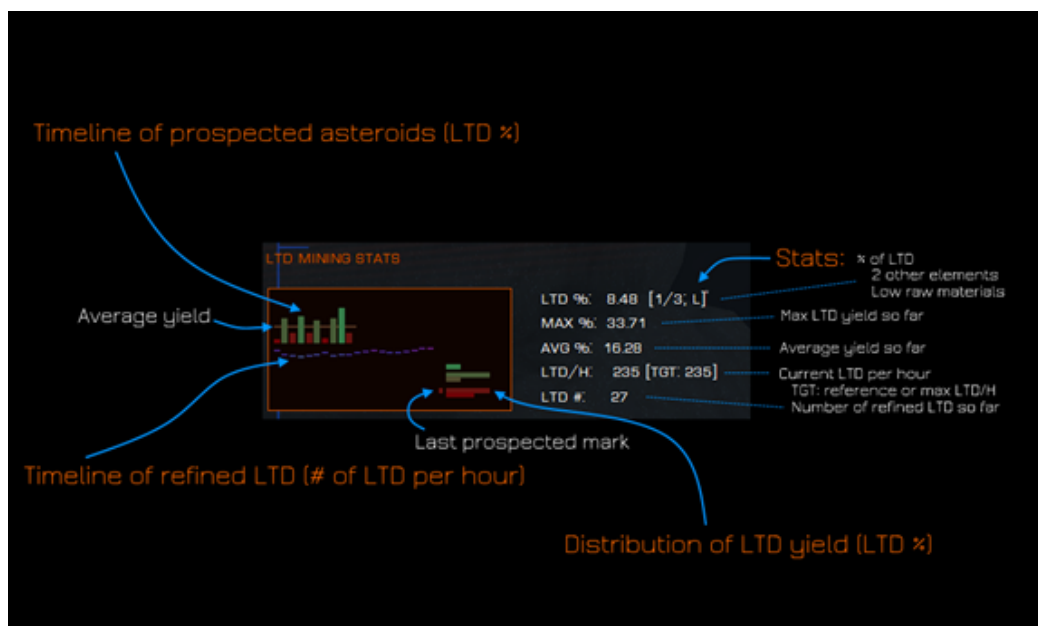 Timeline of prospected asteroids (LTD %)
LTD MINING STATS
Stats: % of LTD
2 other elements
Low raw materials
LTD %: 8.48 [1/3; L]
Average yield
MAX %: 33.71
Max LTD yield so far
AVG %: 16.28
Average yield so far
LTD/H: 235 [TGT: 235]
Current LTD per hour
TGT: reference or max LTD/H
LTD #: 27
Number of refined LTD so far
Last prospected mark
Timeline of refined LTD (# of LTD per hour)
Distribution of LTD yield (LTD %)